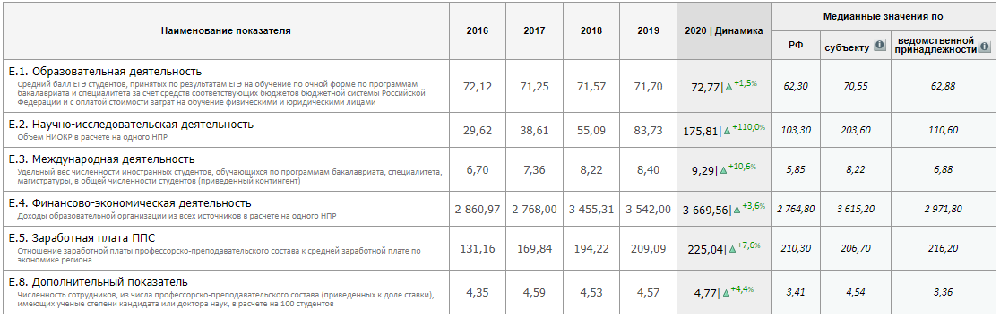 Наименование показателя 2016 2017 2018 2019 2020 | Динамика Медианные значения по
РФ субъекту ведомственной
принадлежности
E.1. Образовательная деятельность
Средний балл ЕГЭ студентов, принятых по результатам ЕГЭ на обучение по очной форме по программам
бакалавриата и специалитета за счет средств соответствующих бюджетов бюджетной системы Российской
Федерации и с оплатой стоимости затрат на обучение физическими и юридическими лицами
72,12 71,25 71,57 71,70 72,77| +1,5% 62,30 70,55 62,88
E.2. Научно-исследовательская деятельность
Объем НИОКР в расчете на одного НПР
29,62 38,61 55,09 83,73 175,81| +110,0% 103,30 203,60 110,60
E.3. Международная деятельность
Удельный вес численности иностранных студентов, обучающихся по программам бакалавриата, специалитета,
магистратуры, в общей численности студентов (приведенный контингент)
6,70 7,36 8,22 8,40 9,29| +10,6% 5,85 8,22 6,88
E.4. Финансово-экономическая деятельность
Доходы образовательной организации из всех источников в расчете на одного НПР
2 860,97 2 768,00 3 455,31 3 542,00 3 669,56| +3,6% 2 764,80 3 615,20 2 971,80
E.5. Заработная плата ППС
Отношение заработной платы профессорско-преподавательского состава к средней заработной плате по
экономике региона
131,16 169,84 194,22 209,09 225,04| +7,6% 210,30 206,70 216,20
E.8. Дополнительный показатель
Численность сотрудников, из числа профессорско-преподавательского состава (приведенных к доле ставки),
имеющих ученые степени кандидата или доктора наук, в расчете на 100 студентов
4,35 4,59 4,53 4,57 4,77| +4,4% 3,41 4,54 3,36